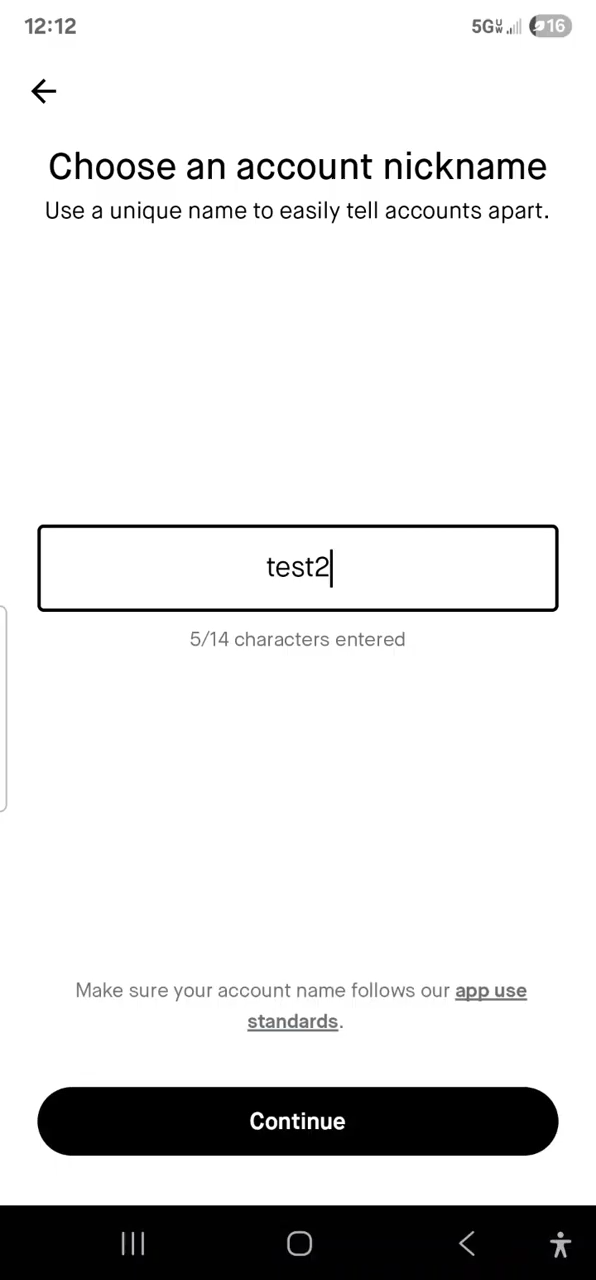 12:12
5G UW 16
Choose an account nickname
Use a unique name to easily tell accounts apart.
test2
5/14 characters entered
Make sure your account name follows our app use
standards.
Continue